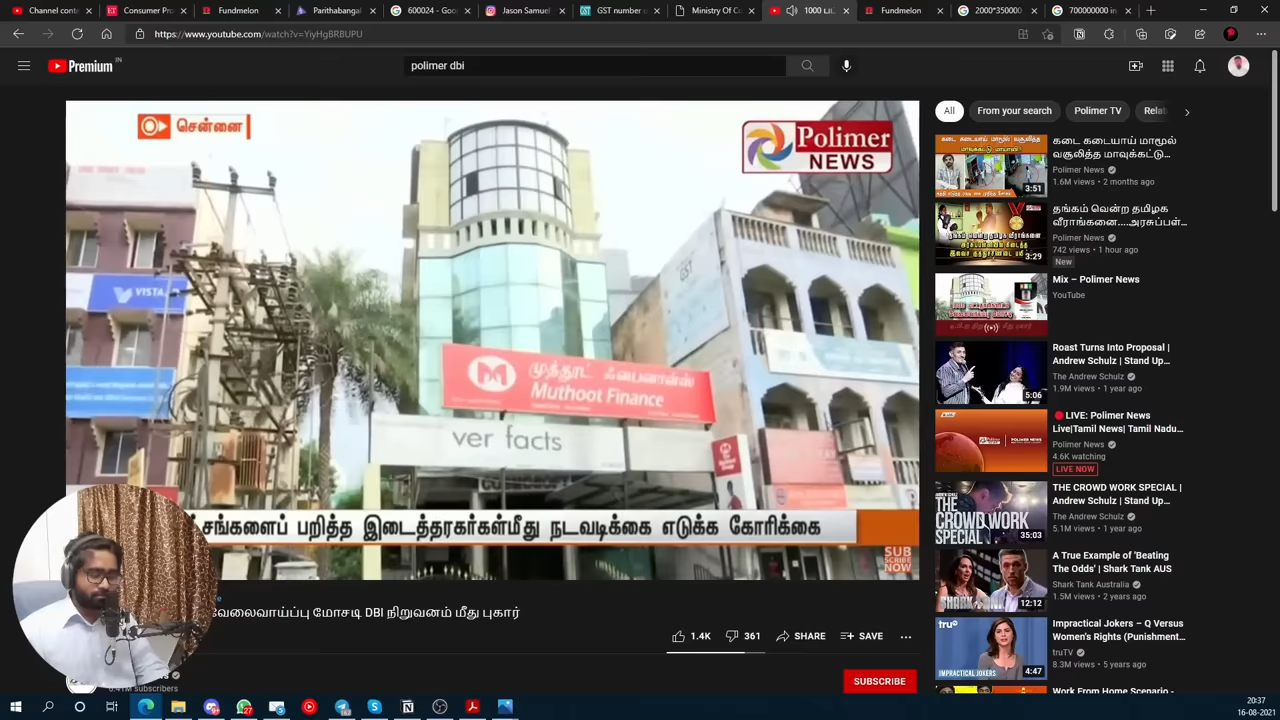 Consumer Pro
Fundmelon
Parithabangal
600024 - Goo
Jason Samuel
GST number o
Ministry Of Co
Fundmelon
2000*350000
700000000 in
https://www.youtube.com/watch?v=YiyHgBRBUPU
Premium IN
polimer dbi
சென்னை
Polimer
NEWS
VISTA
முத்தூட் ஃபைனான்ஸ்
Muthoot Finance
ver facts
சங்களைப் பறித்த இடைத்தரகர்கள்மீது நடவடிக்கை எடுக்க கோரிக்கை
SUB
SCRIBE
NOW
வேலைவாய்ப்பு மோசடி DBI நிறுவனம் மீது புகார்
1.4K
361
SHARE
SAVE
SUBSCRIBE
All
From your search
Polimer TV
Relat
கடை கடையாய் மாமூல்
வசூலித்த மாவுக்கட்டு...
Polimer News
1.6M views • 2 months ago
3:51
தங்கம் வென்ற தமிழக
வீராங்கனை....அரசுப்பள்...
Polimer News
742 views • 1 hour ago
New
3:29
Mix – Polimer News
YouTube
Roast Turns Into Proposal |
Andrew Schulz | Stand Up...
The Andrew Schulz
1.9M views • 1 year ago
5:06
LIVE: Polimer News
Live|Tamil News| Tamil Nadu...
Polimer News
4.6K watching
LIVE NOW
THE CROWD WORK SPECIAL |
Andrew Schulz | Stand Up...
The Andrew Schulz
5.1M views • 1 year ago
THE
CROWD WORK
SPECIAL
35:03
A True Example of 'Beating
The Odds' | Shark Tank AUS
Shark Tank Australia
1.5M views • 2 years ago
12:12
Impractical Jokers – Q Versus
Women's Rights (Punishment...
truTV
8.3M views • 5 years ago
tru
IMPRACTICAL JOKERS
4:47
Work From Home Scenario -
27
20:37
16-08-2021